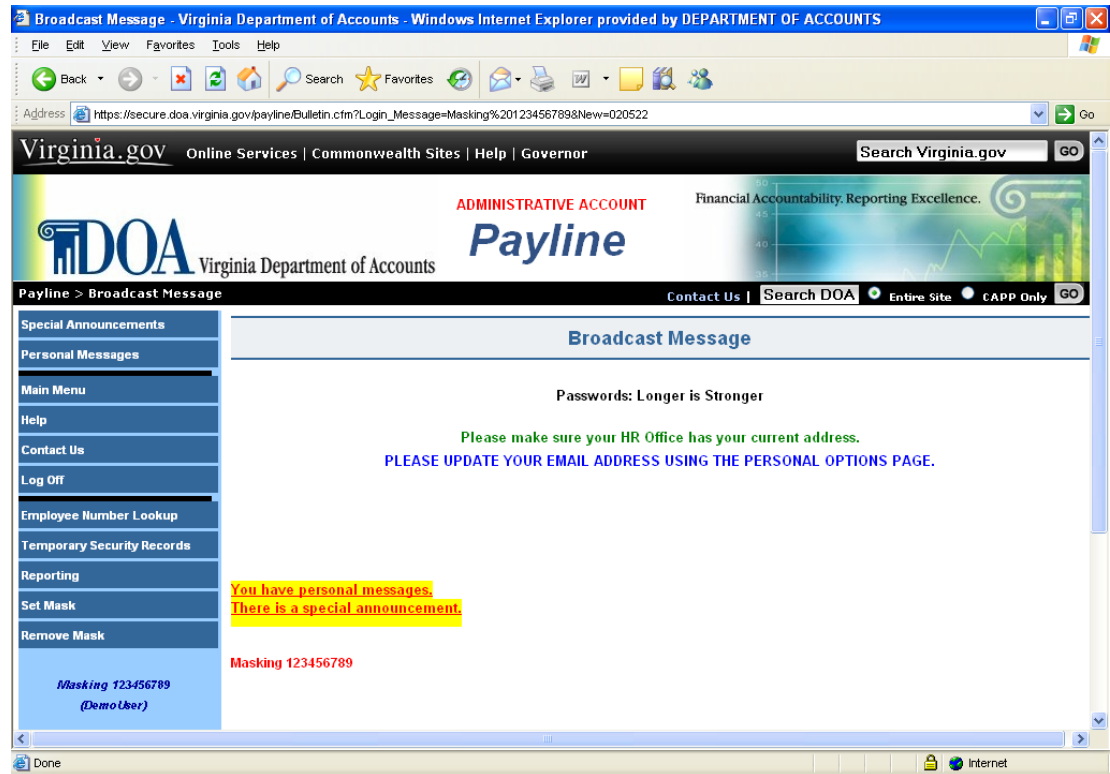 Broadcast Message - Virginia Department of Accounts - Windows Internet Explorer provided by DEPARTMENT OF ACCOUNTS
File Edit View Favorites Tools Help
Back Search Favorites
Address https://secure.doa.virginia.gov/payline/Bulletin.cfm?Login_Message=Masking%20123456789&New=020522 Go
Virginia.gov Online Services | Commonwealth Sites | Help | Governor Search Virginia.gov GO
ADMINISTRATIVE ACCOUNT Financial Accountability. Reporting Excellence.
50
45
40
35
DOA Virginia Department of Accounts Payline
Payline > Broadcast Message Contact Us | Search DOA Entire Site CAPP Only GO
Special Announcements
Personal Messages
Main Menu
Help
Contact Us
Log Off
Employee Number Lookup
Temporary Security Records
Reporting
Set Mask
Remove Mask
Masking 123456789
(DemoUser)
Broadcast Message
Passwords: Longer is Stronger
Please make sure your HR Office has your current address.
PLEASE UPDATE YOUR EMAIL ADDRESS USING THE PERSONAL OPTIONS PAGE.
You have personal messages.
There is a special announcement.
Masking 123456789
Done Internet